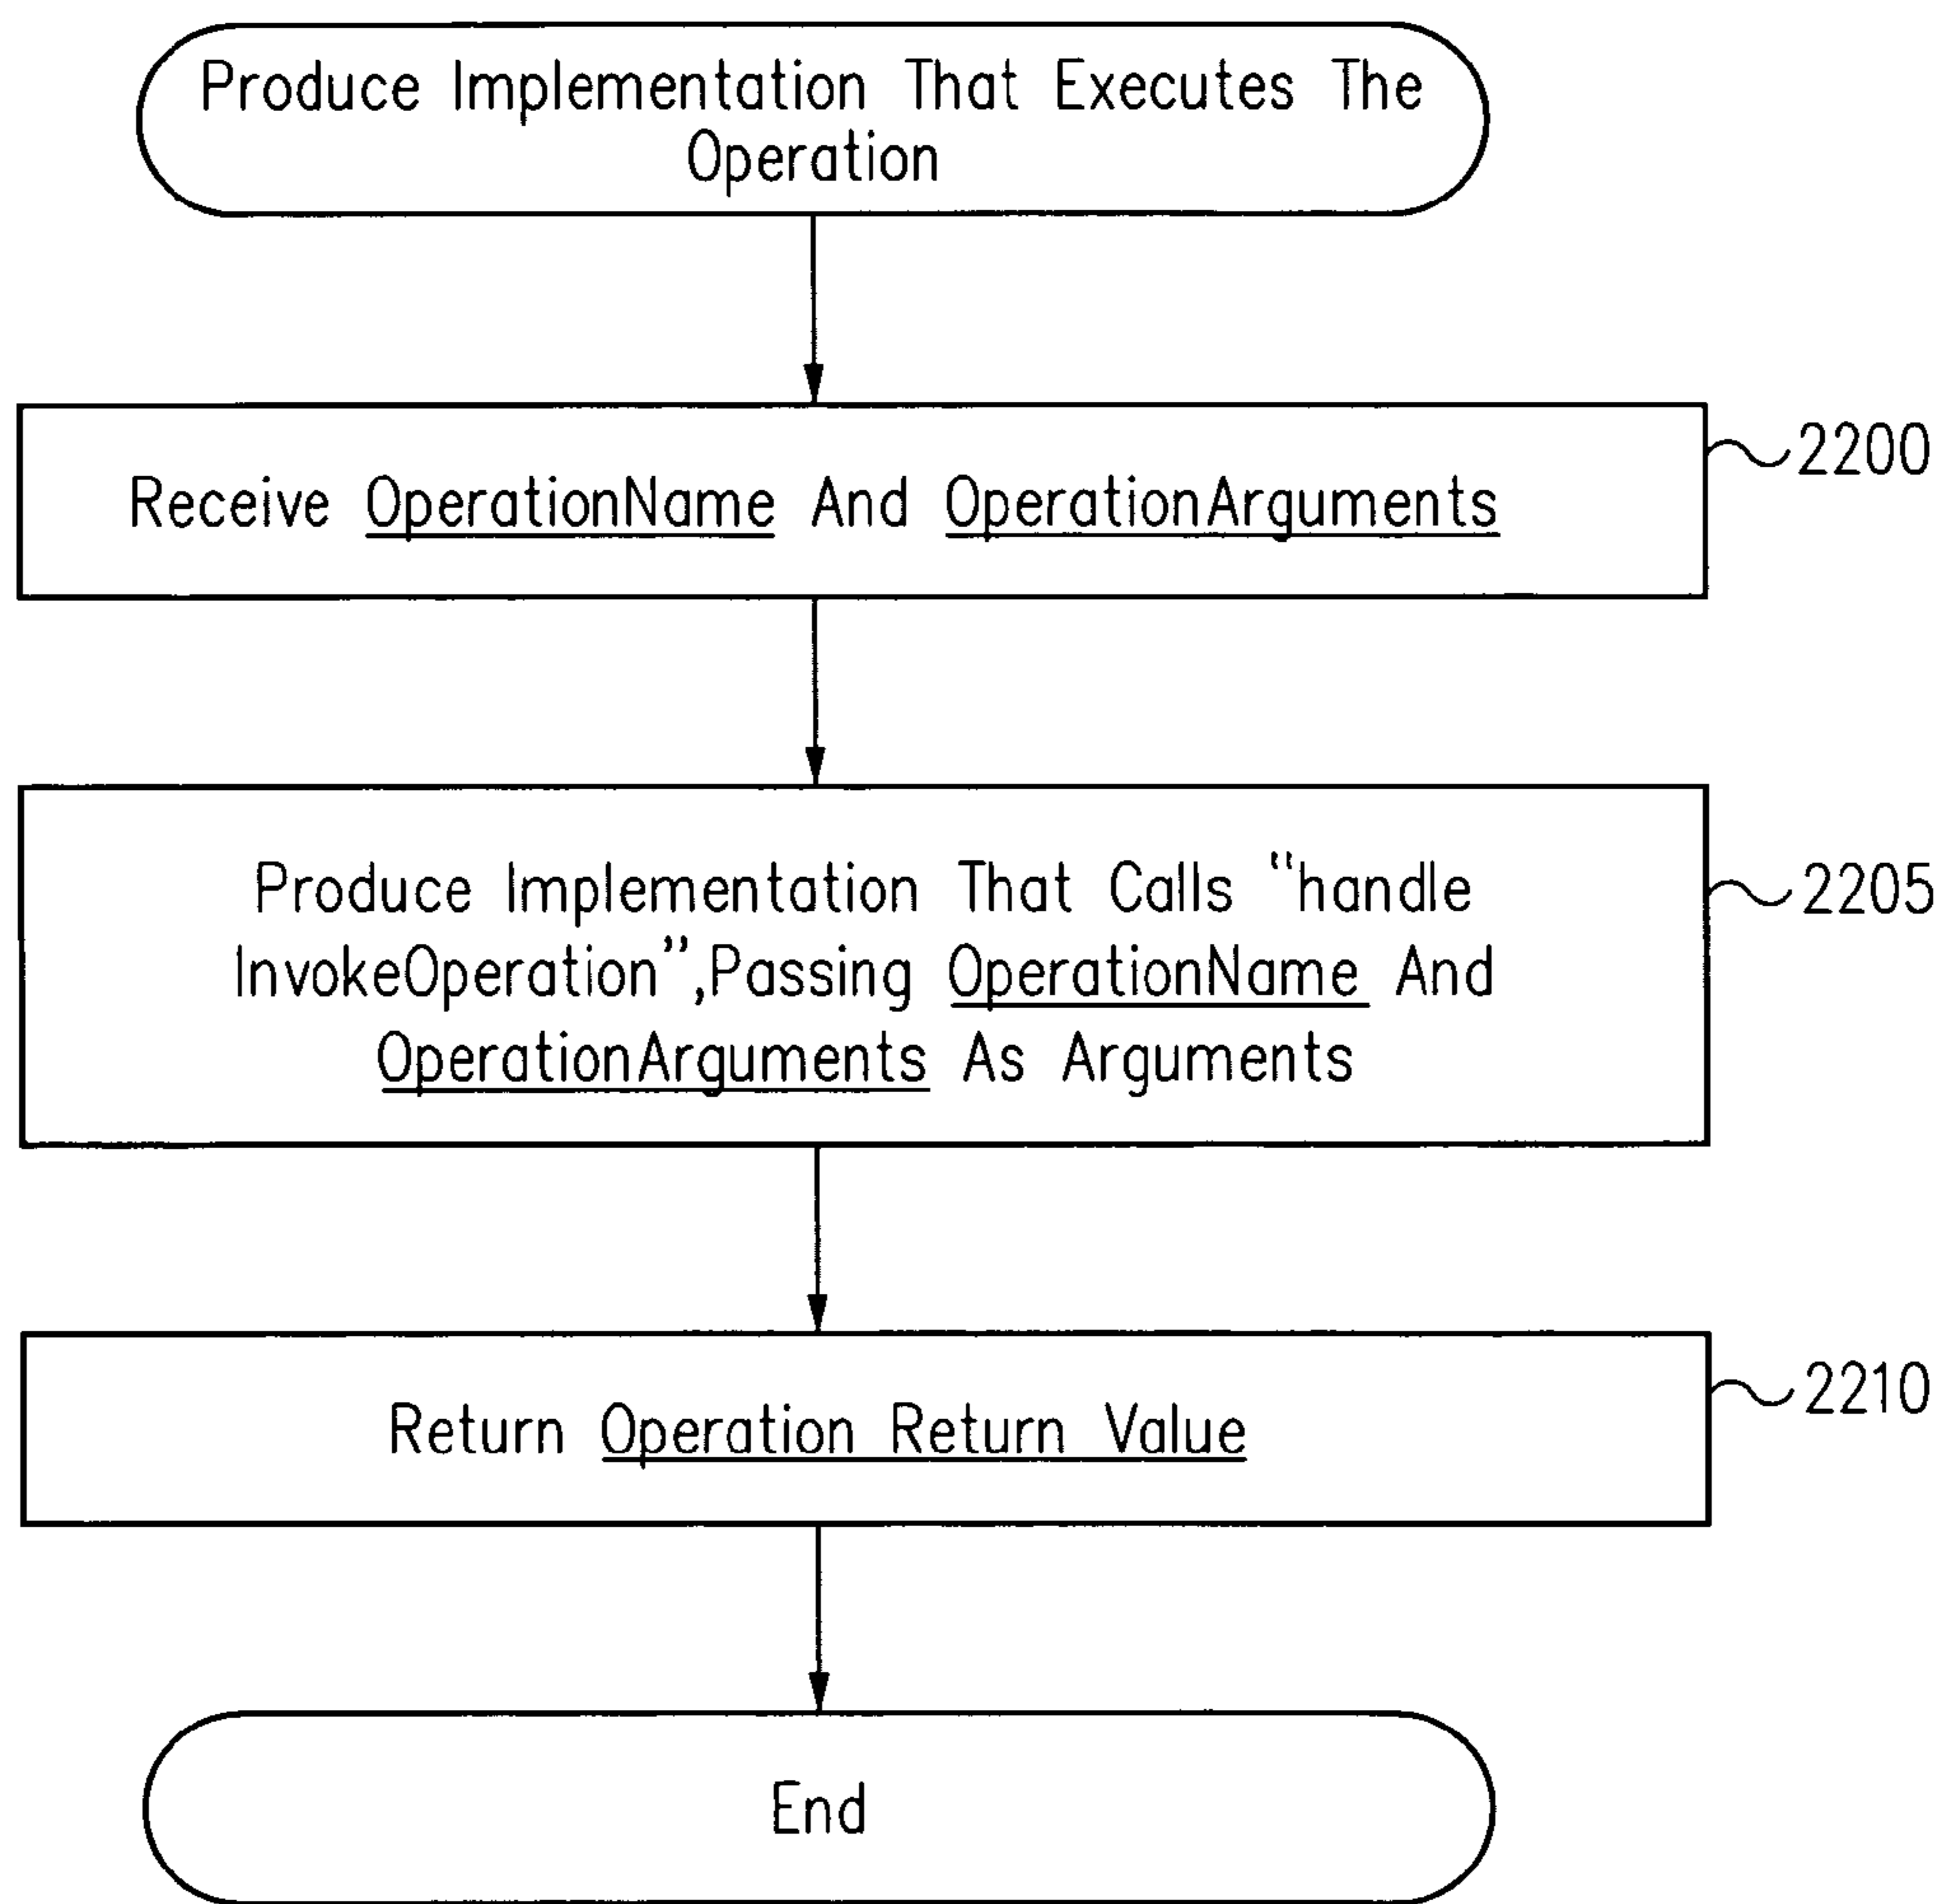 Produce Implementation That Executes The
Operation
Receive OperationName And OperationArguments
2200
Produce Implementation That Calls “handle
InvokeOperation”,Passing OperationName And
OperationArguments As Arguments
2205
Return Operation Return Value
2210
End